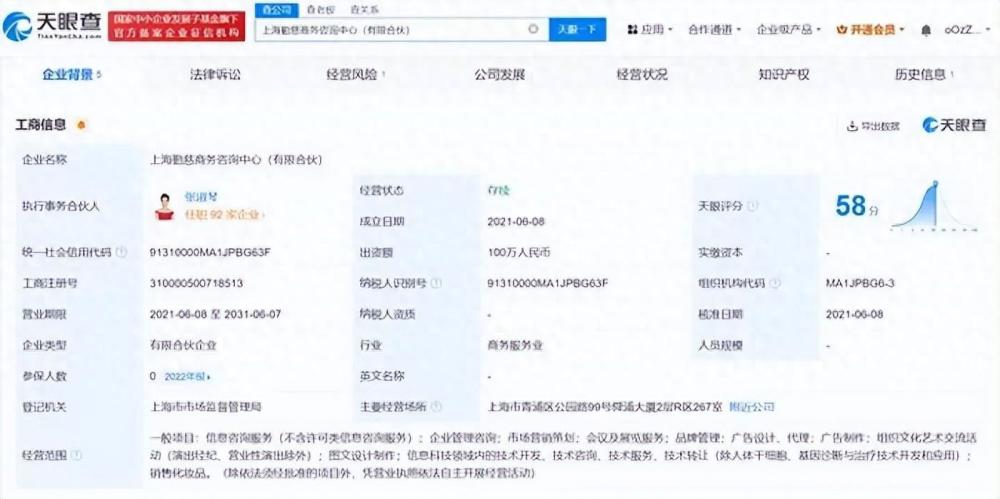 天眼查
TianYanCha.com
国家中小企业发展子基金旗下
官方备案企业征信机构
查公司 查老板 查关系
上海勤慈商务咨询中心（有限合伙） 天眼一下
应用 合作通道 企业级产品 开通会员 oOzZ...
企业背景 5 法律诉讼 经营风险 1 公司发展 经营状况 知识产权 历史信息 1
工商信息 导出数据 天眼查
企业名称 上海勤慈商务咨询中心（有限合伙）
执行事务合伙人 张淑琴 任职 92 家企业 经营状态 存续 天眼评分 58分
成立日期 2021-06-08
统一社会信用代码 91310000MA1JPBG63F 出资额 100万人民币 实缴资本 -
工商注册号 310000500718513 纳税人识别号 91310000MA1JPBG63F 组织机构代码 MA1JPBG6-3
营业期限 2021-06-08 至 2031-06-07 纳税人资质 - 核准日期 2021-06-08
企业类型 有限合伙企业 行业 商务服务业 人员规模 -
参保人数 0 2022年报 英文名称 -
登记机关 上海市市场监督管理局 主要经营场所 上海市青浦区公园路99号舜浦大厦2层R区267室 附近公司
经营范围 一般项目：信息咨询服务（不含许可类信息咨询服务）；企业管理咨询；市场营销策划；会议及展览服务；品牌管理；广告设计、代理；广告制作；组织文化艺术交流活
动（演出经纪、营业性演出除外）；图文设计制作；信息科技领域内的技术开发、技术咨询、技术服务、技术转让（除人体干细胞、基因诊断与治疗技术开发和应用）；
销售化妆品。（除依法须经批准的项目外，凭营业执照依法自主开展经营活动）